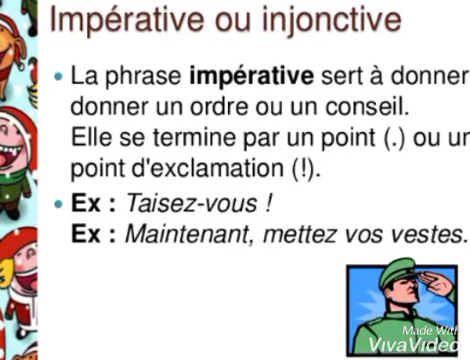 Impérative ou injonctive
• La phrase impérative sert à donner
donner un ordre ou un conseil.
Elle se termine par un point (.) ou un
point d'exclamation (!).
• Ex : Taisez-vous !
Ex : Maintenant, mettez vos vestes.
Made With
VivaVideo